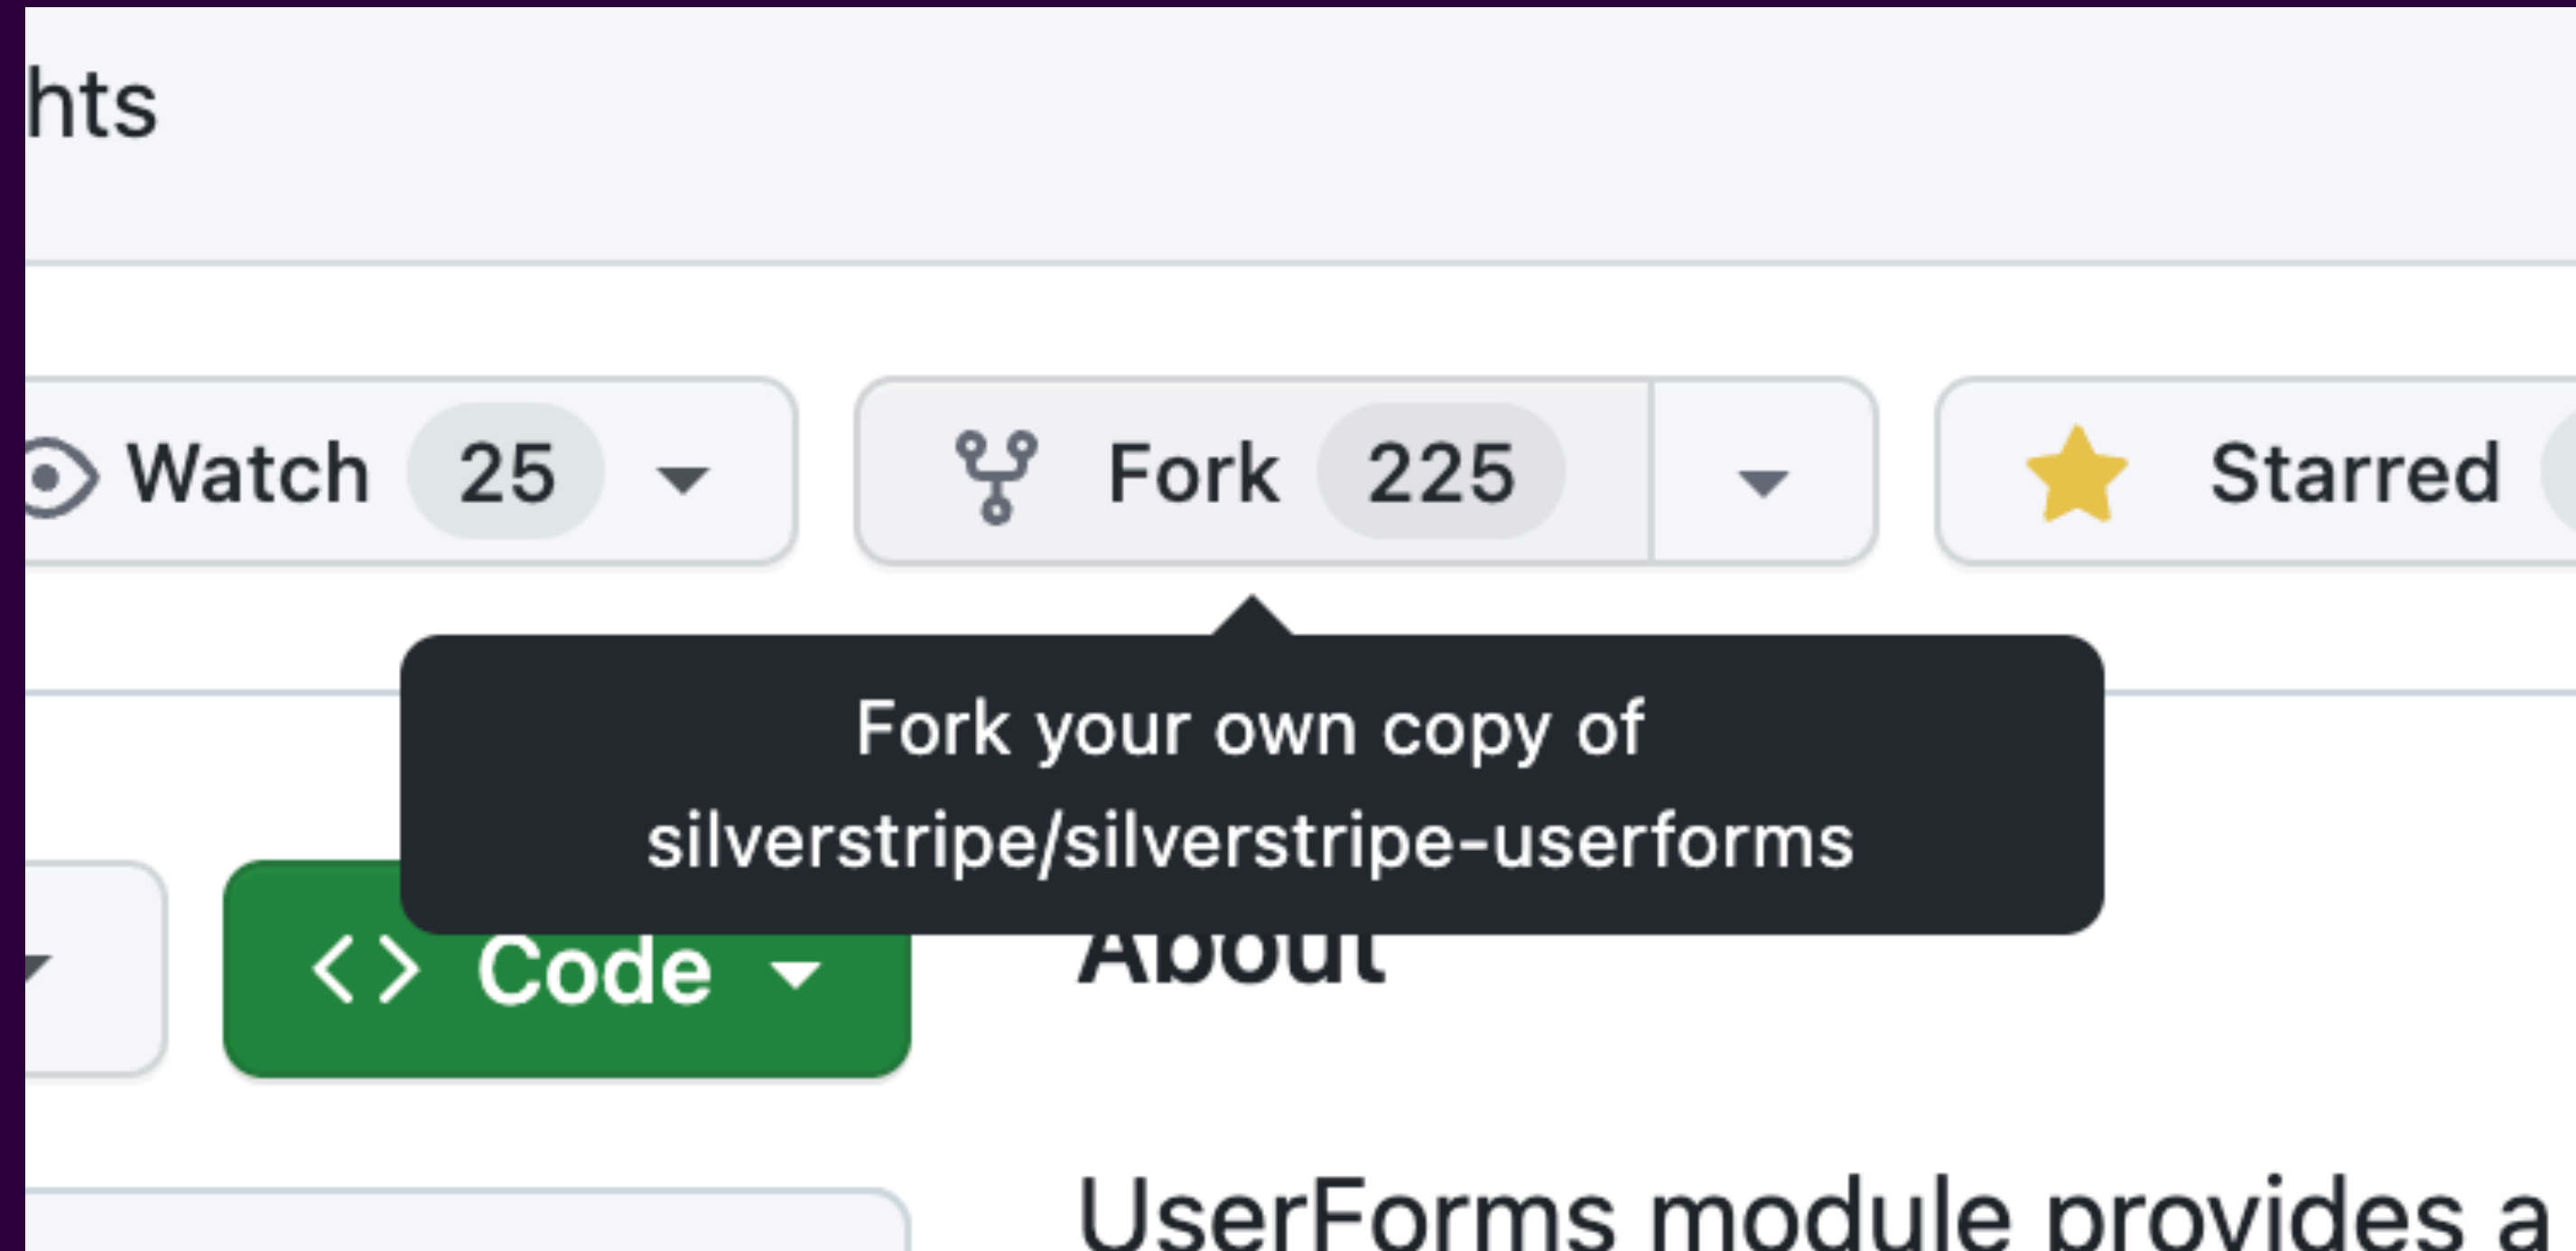 hts
Watch 25
Fork 225
Starred
Fork your own copy of
silverstripe/silverstripe-userforms
Code
About
UserForms module provides a